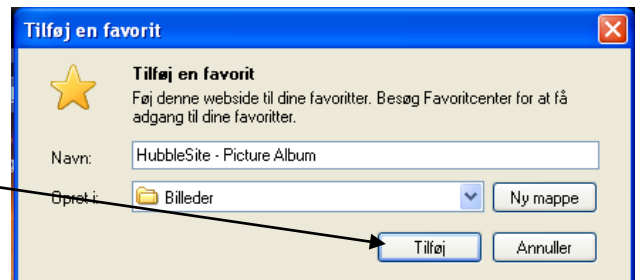 Tilføj en favorit
Tilføj en favorit
Føj denne webside til dine favoritter. Besøg Favoritcenter for at få
adgang til dine favoritter.
Navn: HubbleSite - Picture Album
Opret i: Billeder Ny mappe
Tilføj Annuller